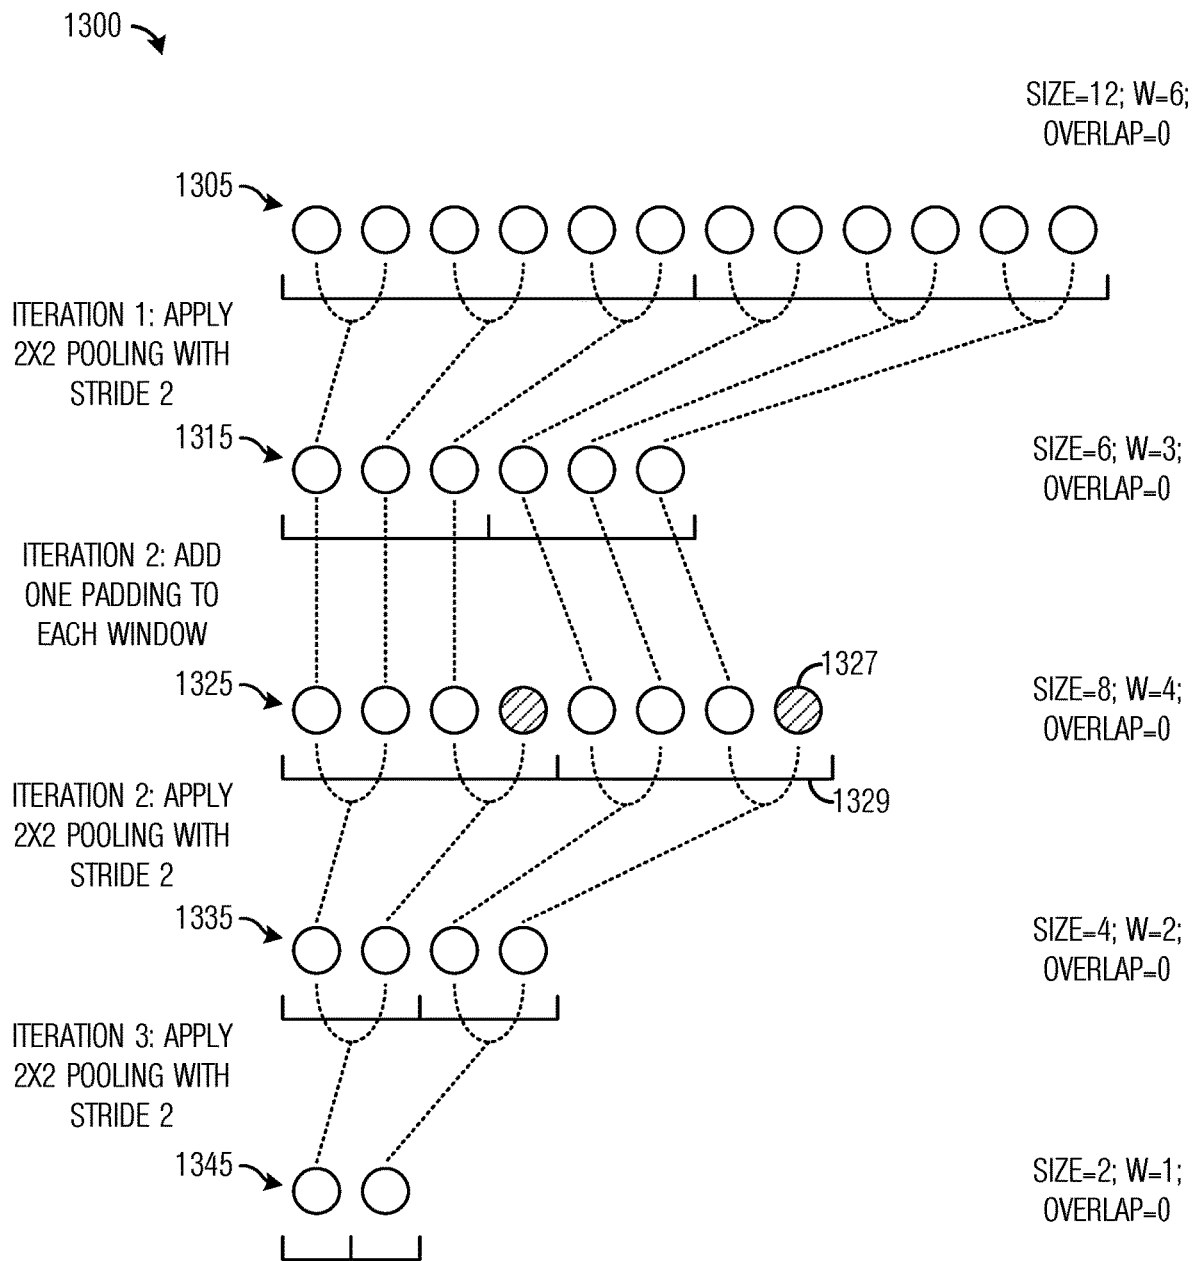 1300
SIZE=12; W=6;
OVERLAP=0
1305
ITERATION 1: APPLY
2X2 POOLING WITH
STRIDE 2
1315
SIZE=6; W=3;
OVERLAP=0
ITERATION 2: ADD
ONE PADDING TO
EACH WINDOW
1325
1327
SIZE=8; W=4;
OVERLAP=0
1329
ITERATION 2: APPLY
2X2 POOLING WITH
STRIDE 2
1335
SIZE=4; W=2;
OVERLAP=0
ITERATION 3: APPLY
2X2 POOLING WITH
STRIDE 2
1345
SIZE=2; W=1;
OVERLAP=0